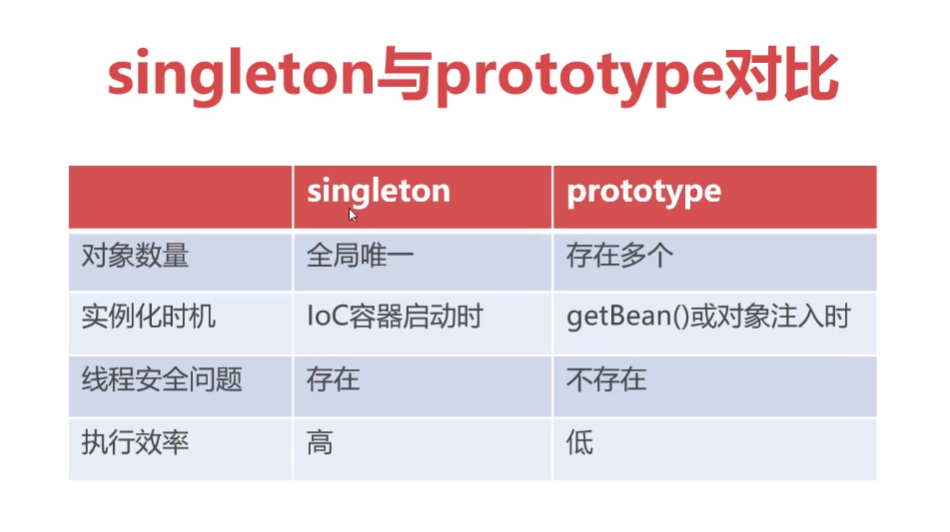 singleton与prototype对比
singleton prototype
对象数量 全局唯一 存在多个
实例化时机 IoC容器启动时 getBean()或对象注入时
线程安全问题 存在 不存在
执行效率 高 低